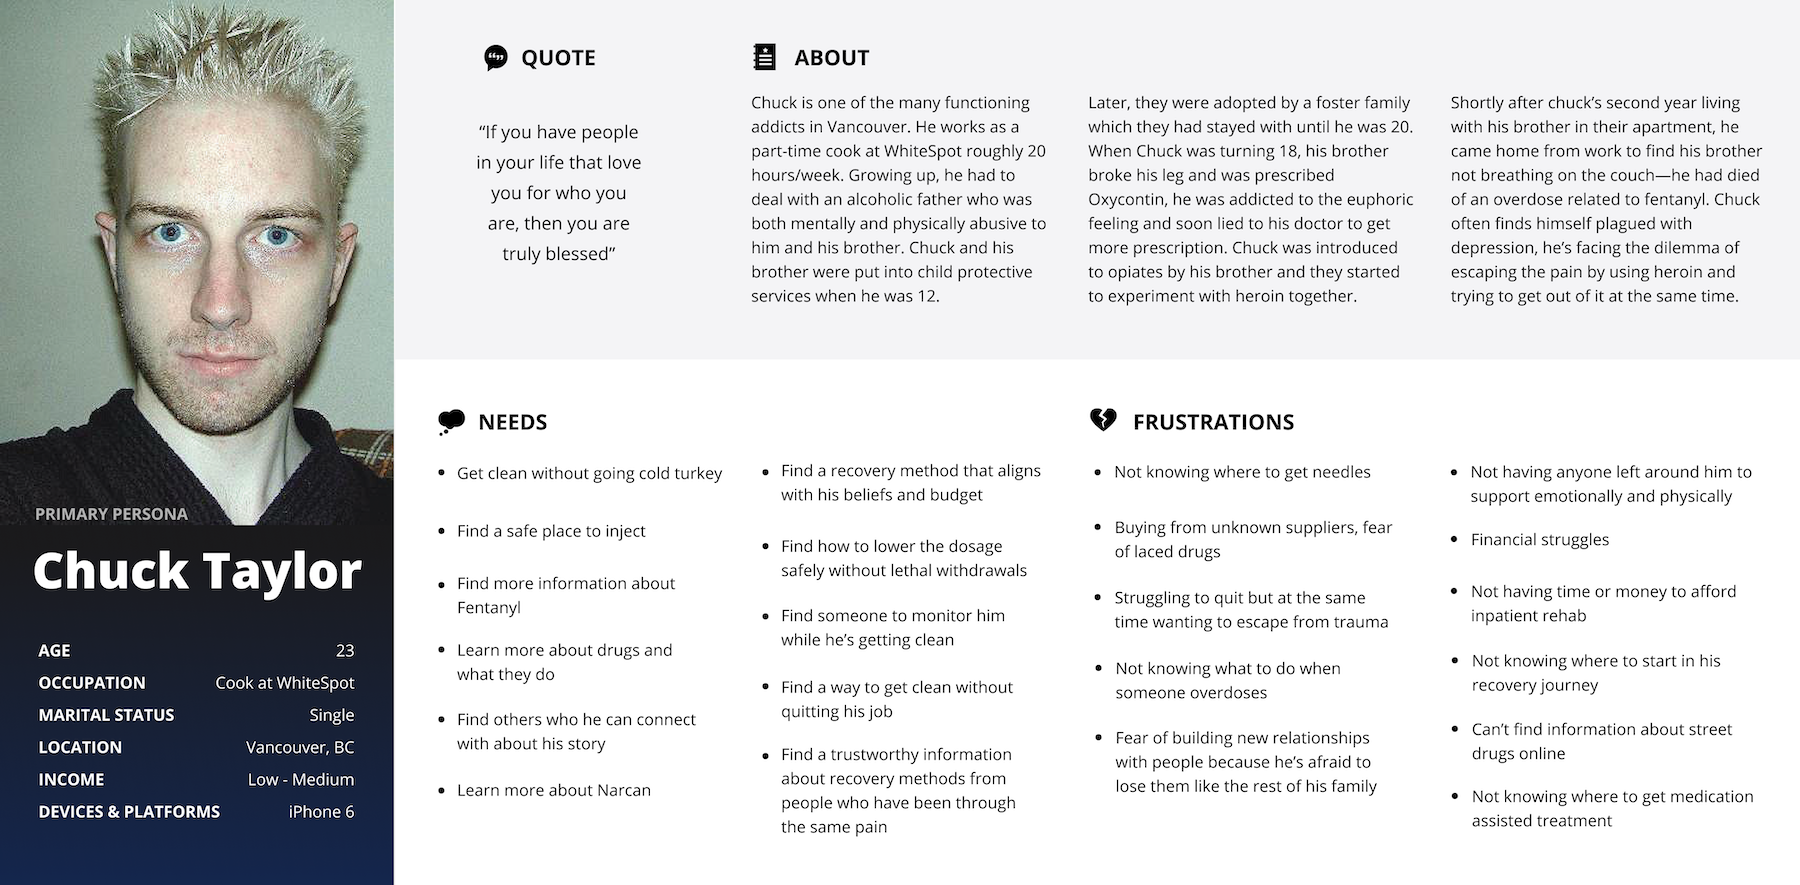 PRIMARY PERSONA
Chuck Taylor
AGE 23
OCCUPATION Cook at WhiteSpot
MARITAL STATUS Single
LOCATION Vancouver, BC
INCOME Low - Medium
DEVICES & PLATFORMS iPhone 6
QUOTE
“If you have people
in your life that love
you for who you
are, then you are
truly blessed”
ABOUT
Chuck is one of the many functioning
addicts in Vancouver. He works as a
part-time cook at WhiteSpot roughly 20
hours/week. Growing up, he had to
deal with an alcoholic father who was
both mentally and physically abusive to
him and his brother. Chuck and his
brother were put into child protective
services when he was 12.
Later, they were adopted by a foster family
which they had stayed with until he was 20.
When Chuck was turning 18, his brother
broke his leg and was prescribed
Oxycontin, he was addicted to the euphoric
feeling and soon lied to his doctor to get
more prescription. Chuck was introduced
to opiates by his brother and they started
to experiment with heroin together.
Shortly after chuck’s second year living
with his brother in their apartment, he
came home from work to find his brother
not breathing on the couch—he had died
of an overdose related to fentanyl. Chuck
often finds himself plagued with
depression, he’s facing the dilemma of
escaping the pain by using heroin and
trying to get out of it at the same time.
NEEDS
• Get clean without going cold turkey
• Find a safe place to inject
• Find more information about
Fentanyl
• Learn more about drugs and
what they do
• Find others who he can connect
with about his story
• Learn more about Narcan
• Find a recovery method that aligns
with his beliefs and budget
• Find how to lower the dosage
safely without lethal withdrawals
• Find someone to monitor him
while he’s getting clean
• Find a way to get clean without
quitting his job
• Find a trustworthy information
about recovery methods from
people who have been through
the same pain
FRUSTRATIONS
• Not knowing where to get needles
• Buying from unknown suppliers, fear
of laced drugs
• Struggling to quit but at the same
time wanting to escape from trauma
• Not knowing what to do when
someone overdoses
• Fear of building new relationships
with people because he’s afraid to
lose them like the rest of his family
• Not having anyone left around him to
support emotionally and physically
• Financial struggles
• Not having time or money to afford
inpatient rehab
• Not knowing where to start in his
recovery journey
• Can’t find information about street
drugs online
• Not knowing where to get medication
assisted treatment